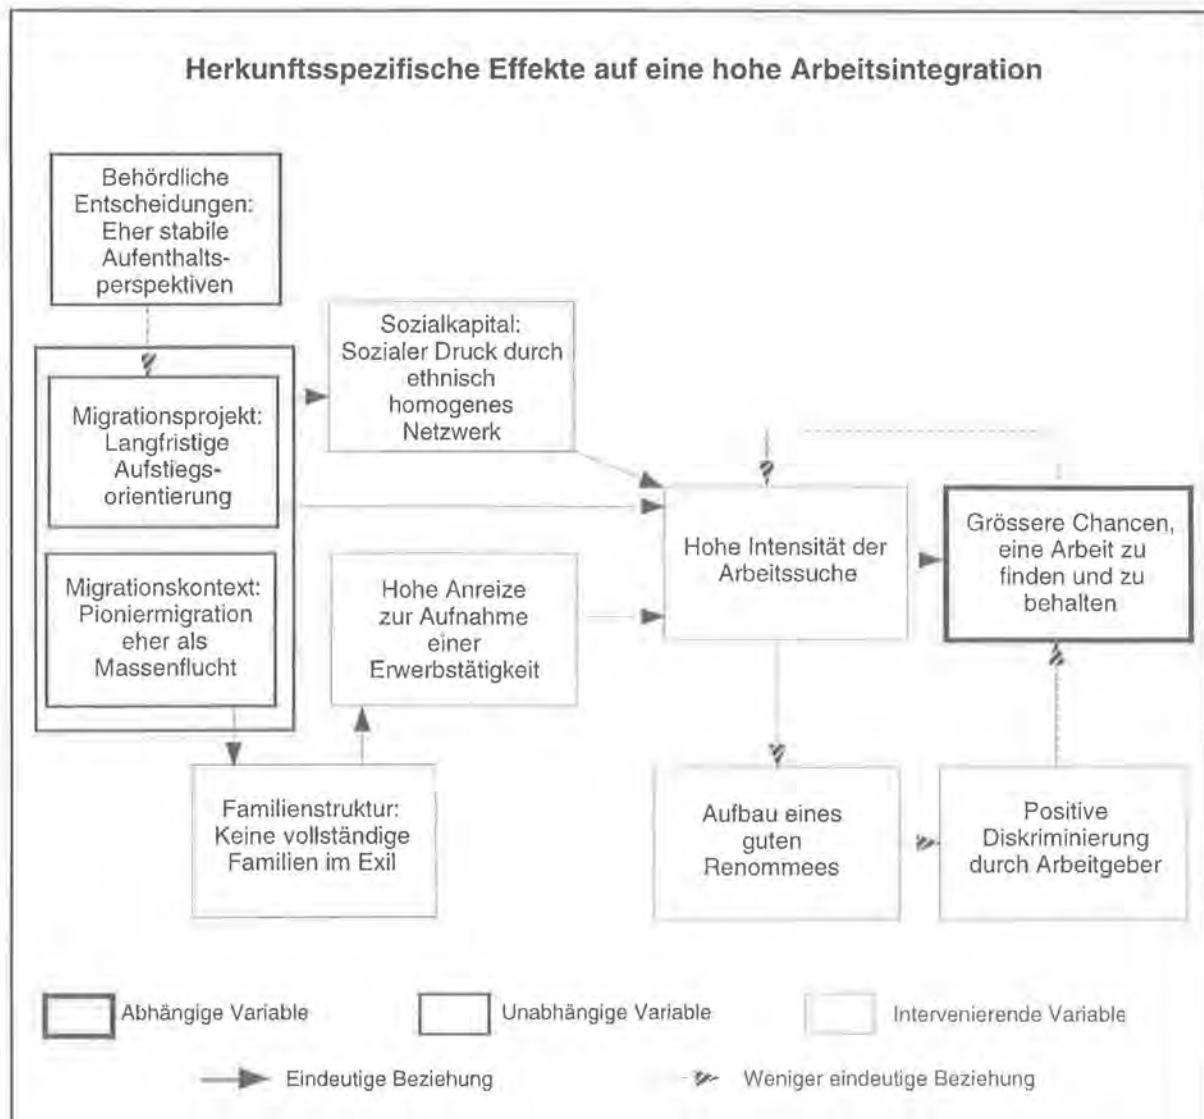 Herkunftsspezifische Effekte auf eine hohe Arbeitsintegration
Behördliche
Entscheidungen:
Eher stabile
Aufenthalts-
perspektiven
Migrationsprojekt:
Langfristige
Aufstiegs-
orientierung
Migrationskontext:
Pioniermigration
eher als
Massenflucht
Sozialkapital:
Sozialer Druck durch
ethnisch
homogenes
Netzwerk
Hohe Anreize
zur Aufnahme
einer
Erwerbstätigkeit
Familienstruktur:
Keine vollständige
Familien im Exil
Hohe Intensität der
Arbeitssuche
Grössere Chancen,
eine Arbeit zu
finden und zu
behalten
Aufbau eines
guten
Renommees
Positive
Diskriminierung
durch Arbeitgeber
Abhängige Variable
Unabhängige Variable
Intervenierende Variable
Eindeutige Beziehung
Weniger eindeutige Beziehung